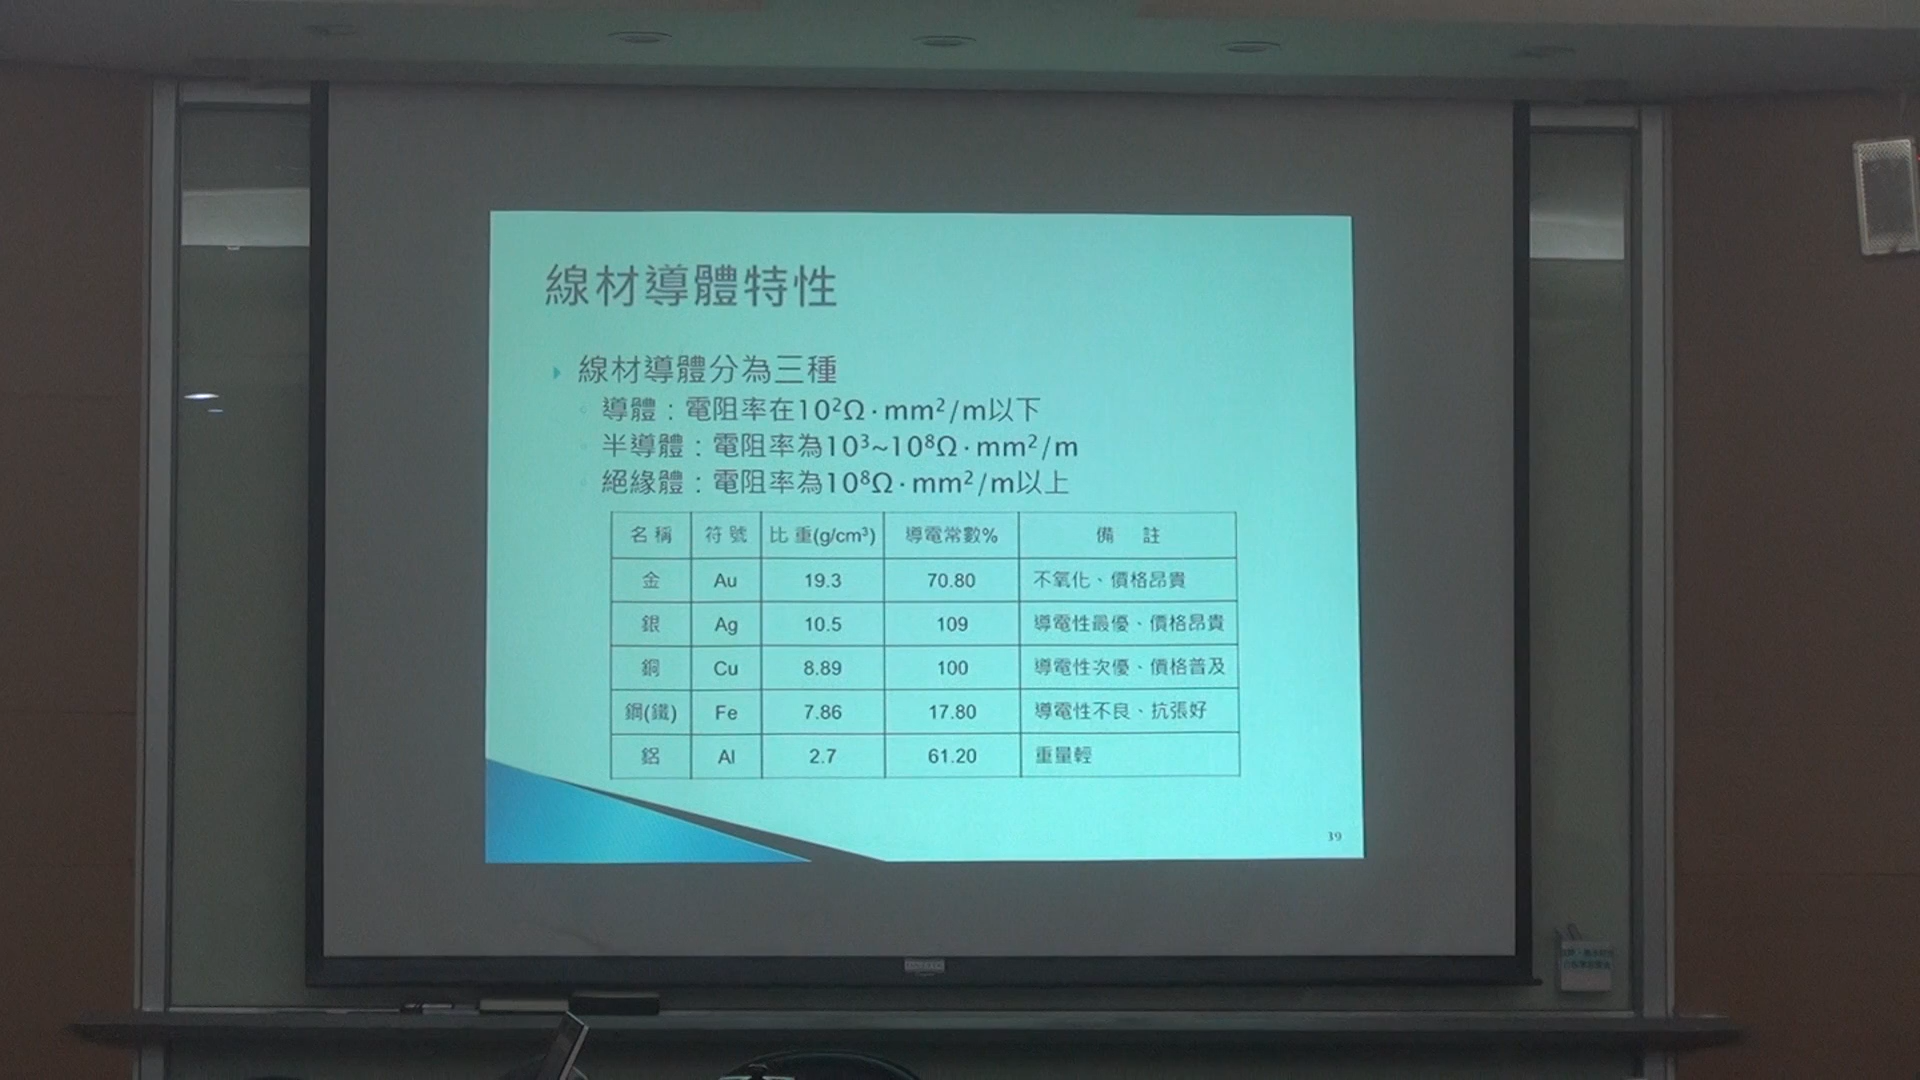 線材導體特性
線材導體分為三種
導體：電阻率在10²Ω·mm²/m以下
半導體：電阻率為10³~10⁸Ω·mm²/m
絕緣體：電阻率為10⁸Ω·mm²/m以上
名稱 符號 比重(g/cm³) 導電常數% 備 註
金 Au 19.3 70.80 不氧化、價格昂貴
銀 Ag 10.5 109 導電性最優、價格昂貴
銅 Cu 8.89 100 導電性次優、價格普及
鋼(鐵) Fe 7.86 17.80 導電性不良、抗張好
鋁 Al 2.7 61.20 重量輕
39